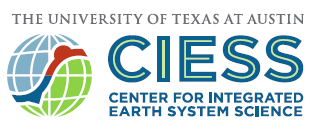 THE UNIVERSITY OF TEXAS AT AUSTIN
CIESS
CENTER FOR INTEGRATED
EARTH SYSTEM SCIENCE